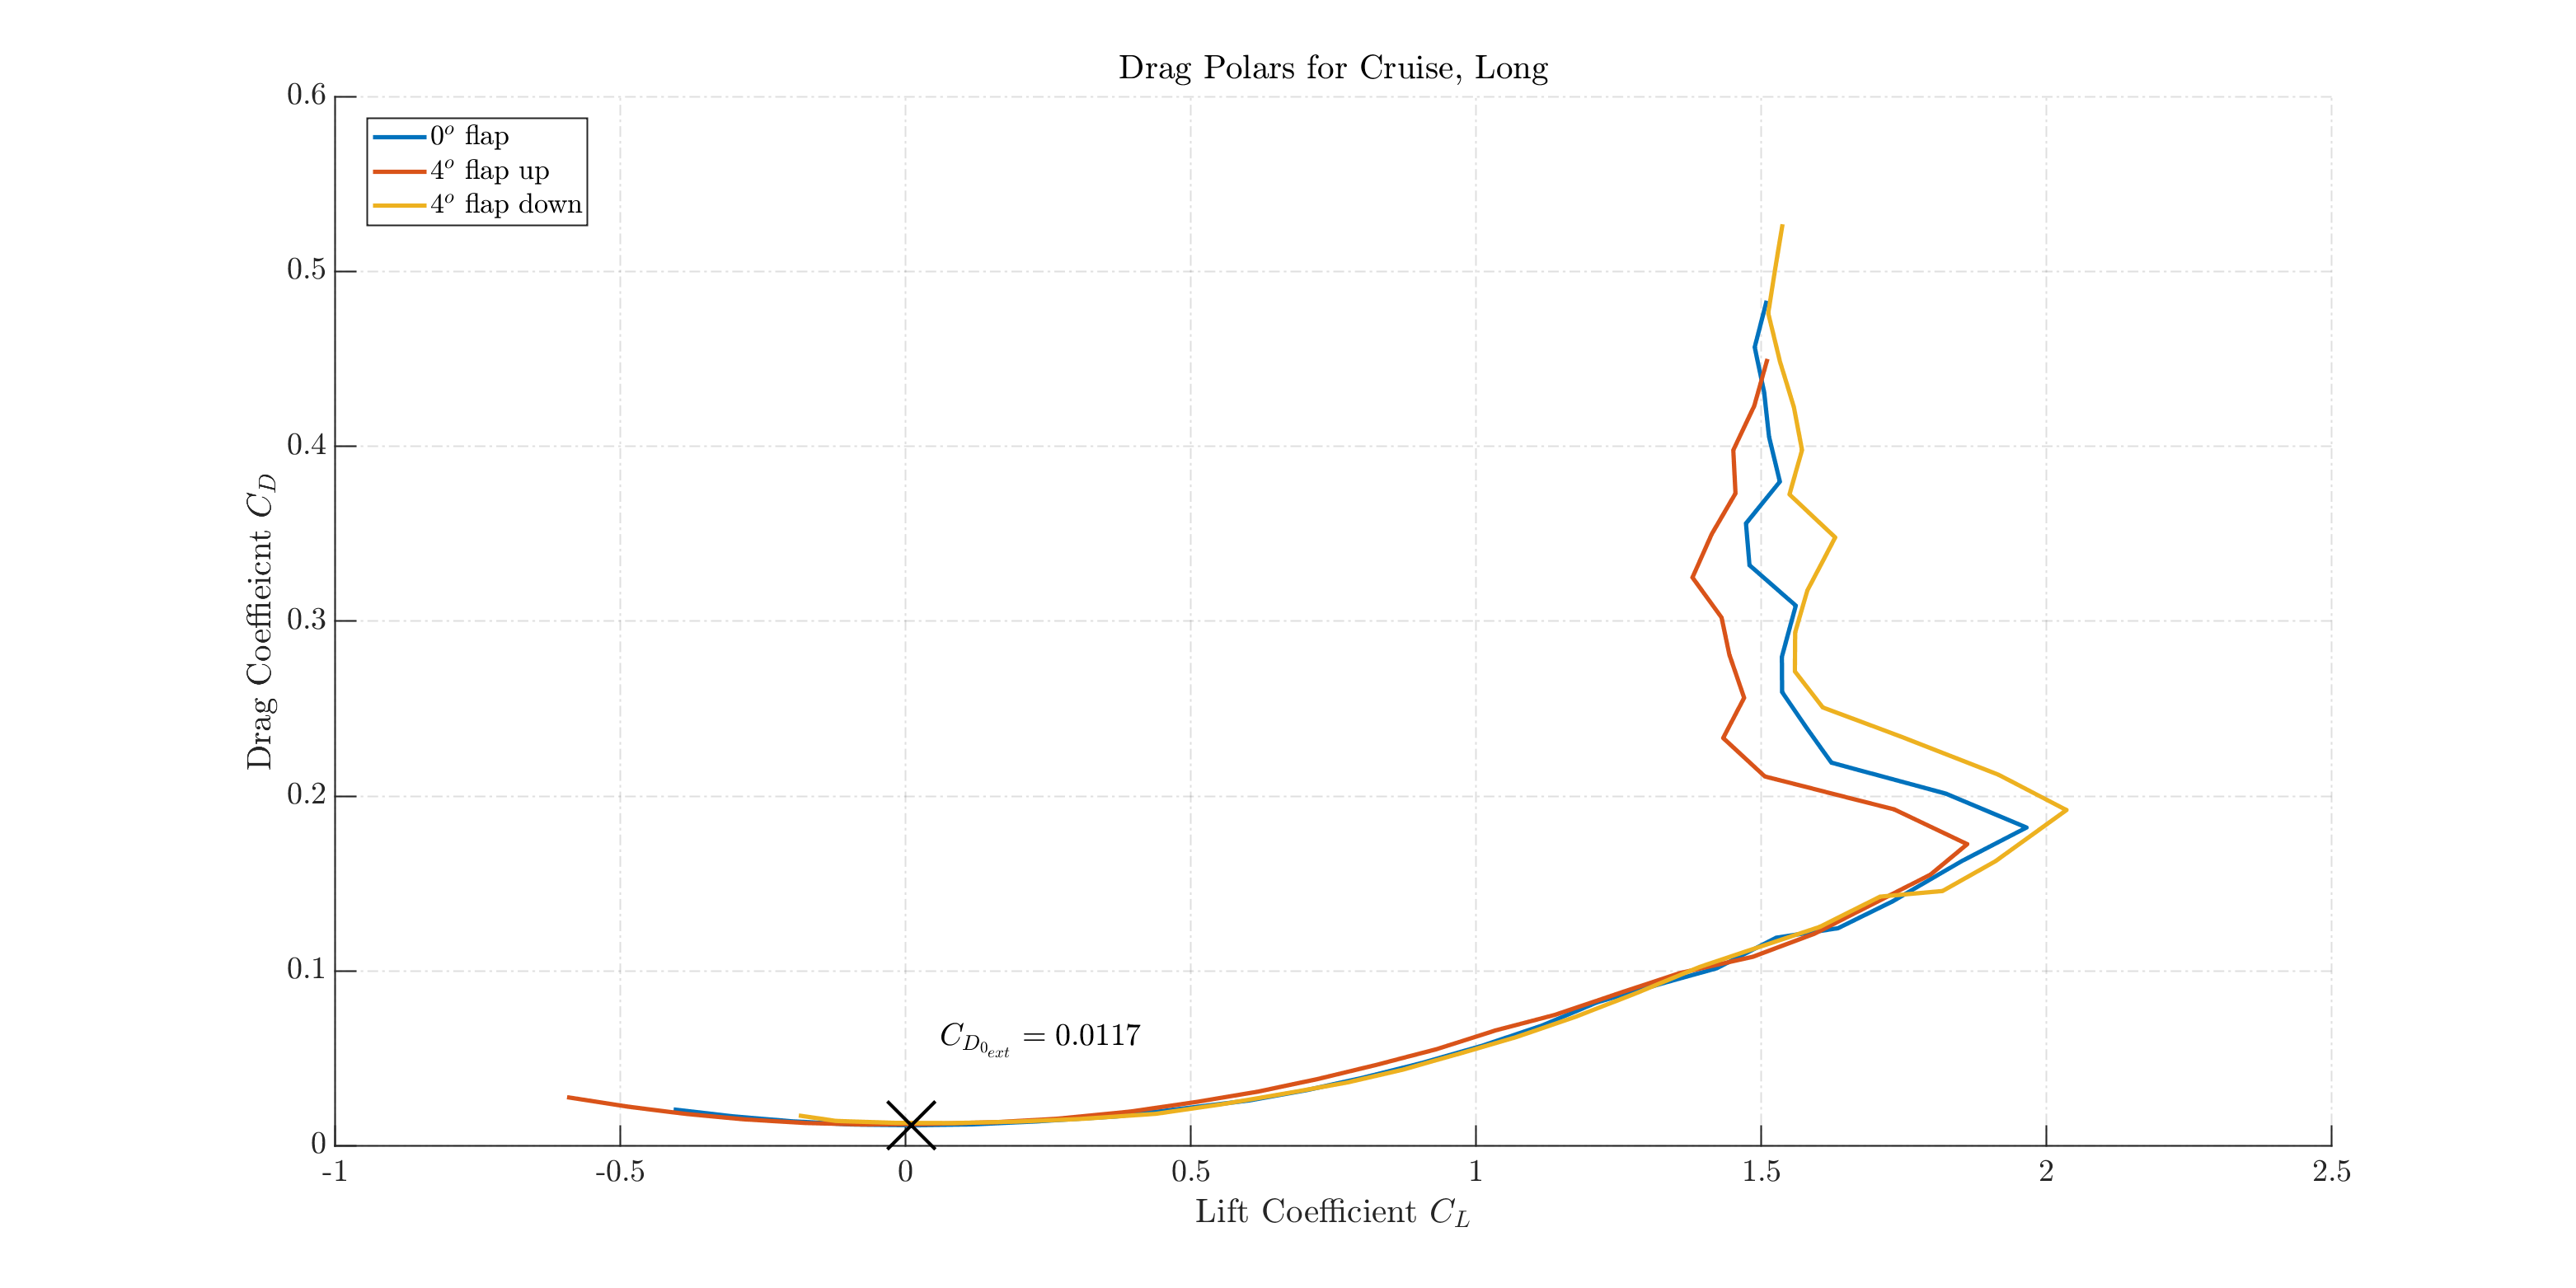 Drag Polars for Cruise, Long
0.6
0.5
0.4
0.3
0.2
0.1
0
0° flap
4° flap up
4° flap down
Drag Coeffieicnt C_D
C_{D_{0_{ext}}} = 0.0117
-1 -0.5 0 0.5 1 1.5 2 2.5
Lift Coefficient C_L